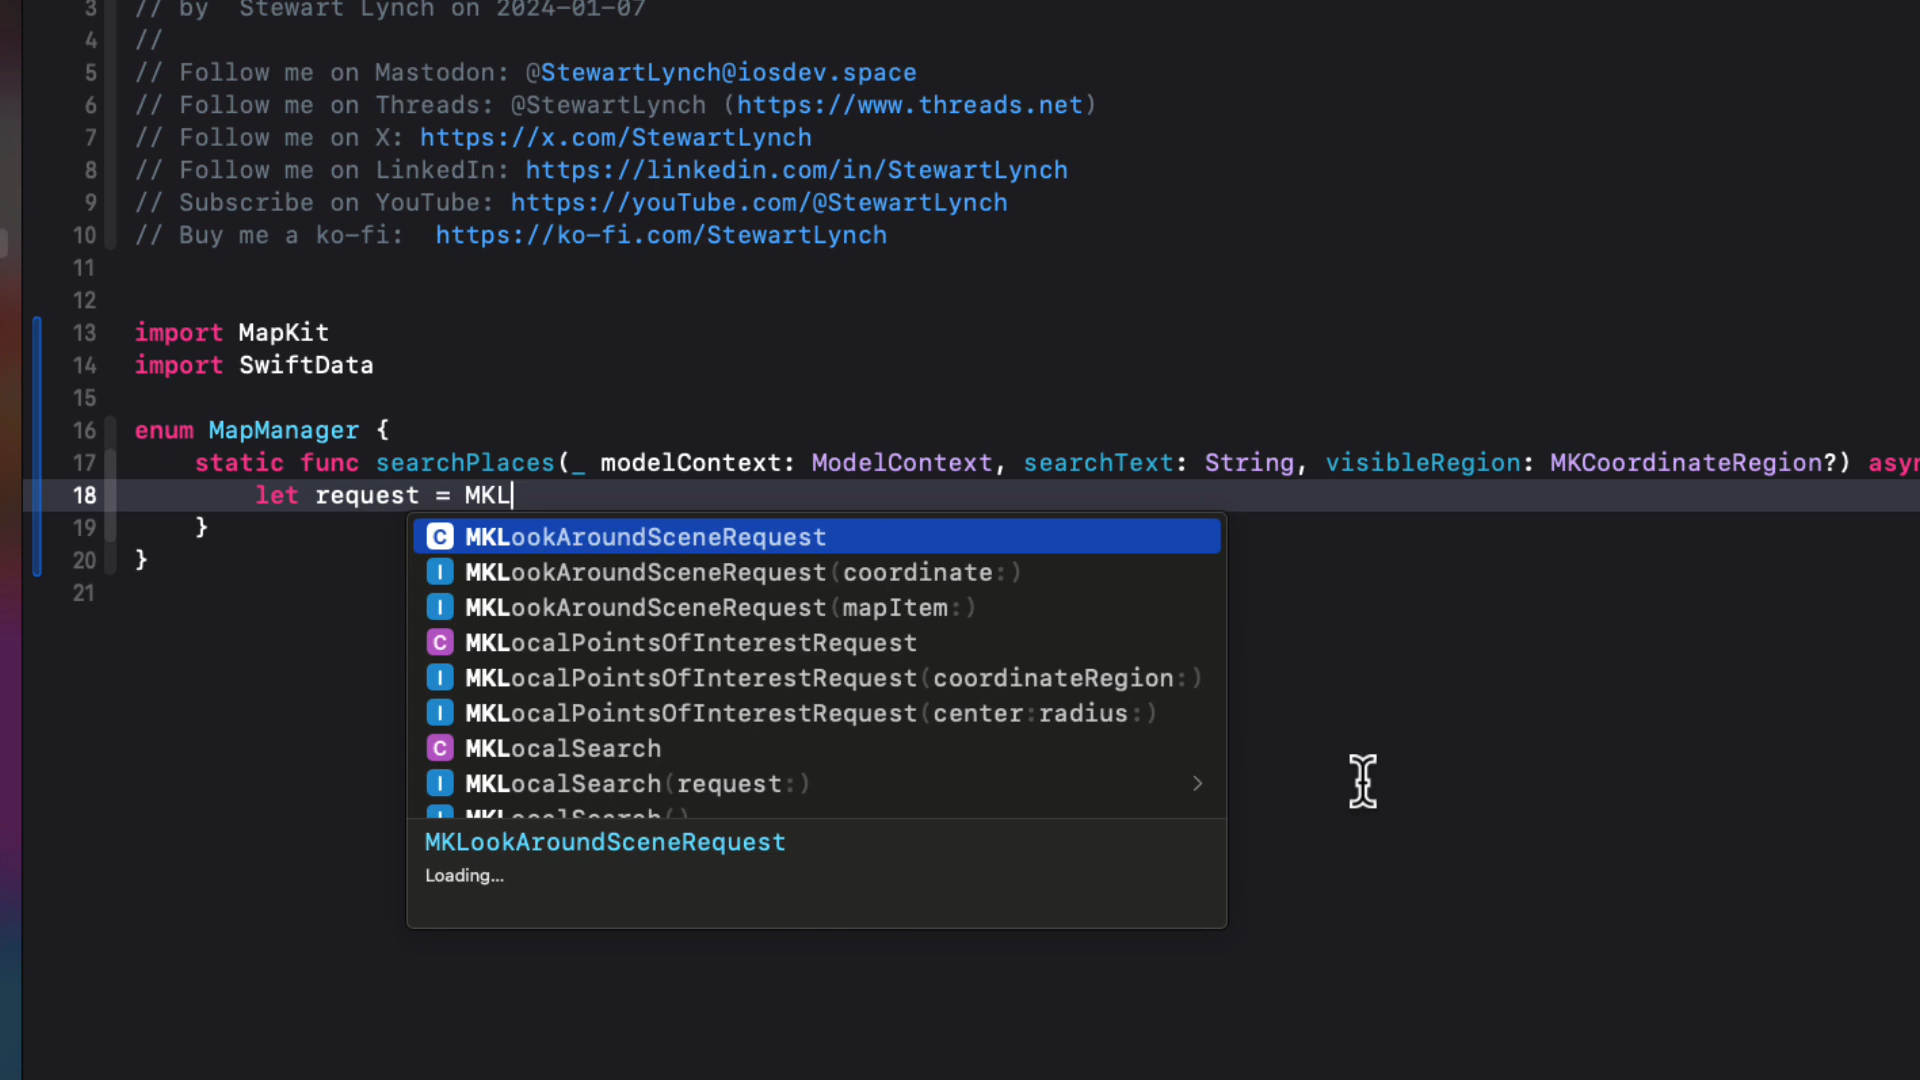 3 // by  Stewart Lynch on 2024-01-07
4 //
5 // Follow me on Mastodon: @StewartLynch@iosdev.space
6 // Follow me on Threads: @StewartLynch (https://www.threads.net)
7 // Follow me on X: https://x.com/StewartLynch
8 // Follow me on LinkedIn: https://linkedin.com/in/StewartLynch
9 // Subscribe on YouTube: https://youTube.com/@StewartLynch
10 // Buy me a ko-fi:  https://ko-fi.com/StewartLynch
11
12
13 import MapKit
14 import SwiftData
15
16 enum MapManager {
17 static func searchPlaces(_ modelContext: ModelContext, searchText: String, visibleRegion: MKCoordinateRegion?) asyn
18 let request = MKL
19 }
20 }
21
C MKLookAroundSceneRequest
I MKLookAroundSceneRequest(coordinate:)
I MKLookAroundSceneRequest(mapItem:)
C MKLocalPointsOfInterestRequest
I MKLocalPointsOfInterestRequest(coordinateRegion:)
I MKLocalPointsOfInterestRequest(center:radius:)
C MKLocalSearch
I MKLocalSearch(request:)
I MKLocalSearch()
MKLookAroundSceneRequest
Loading...